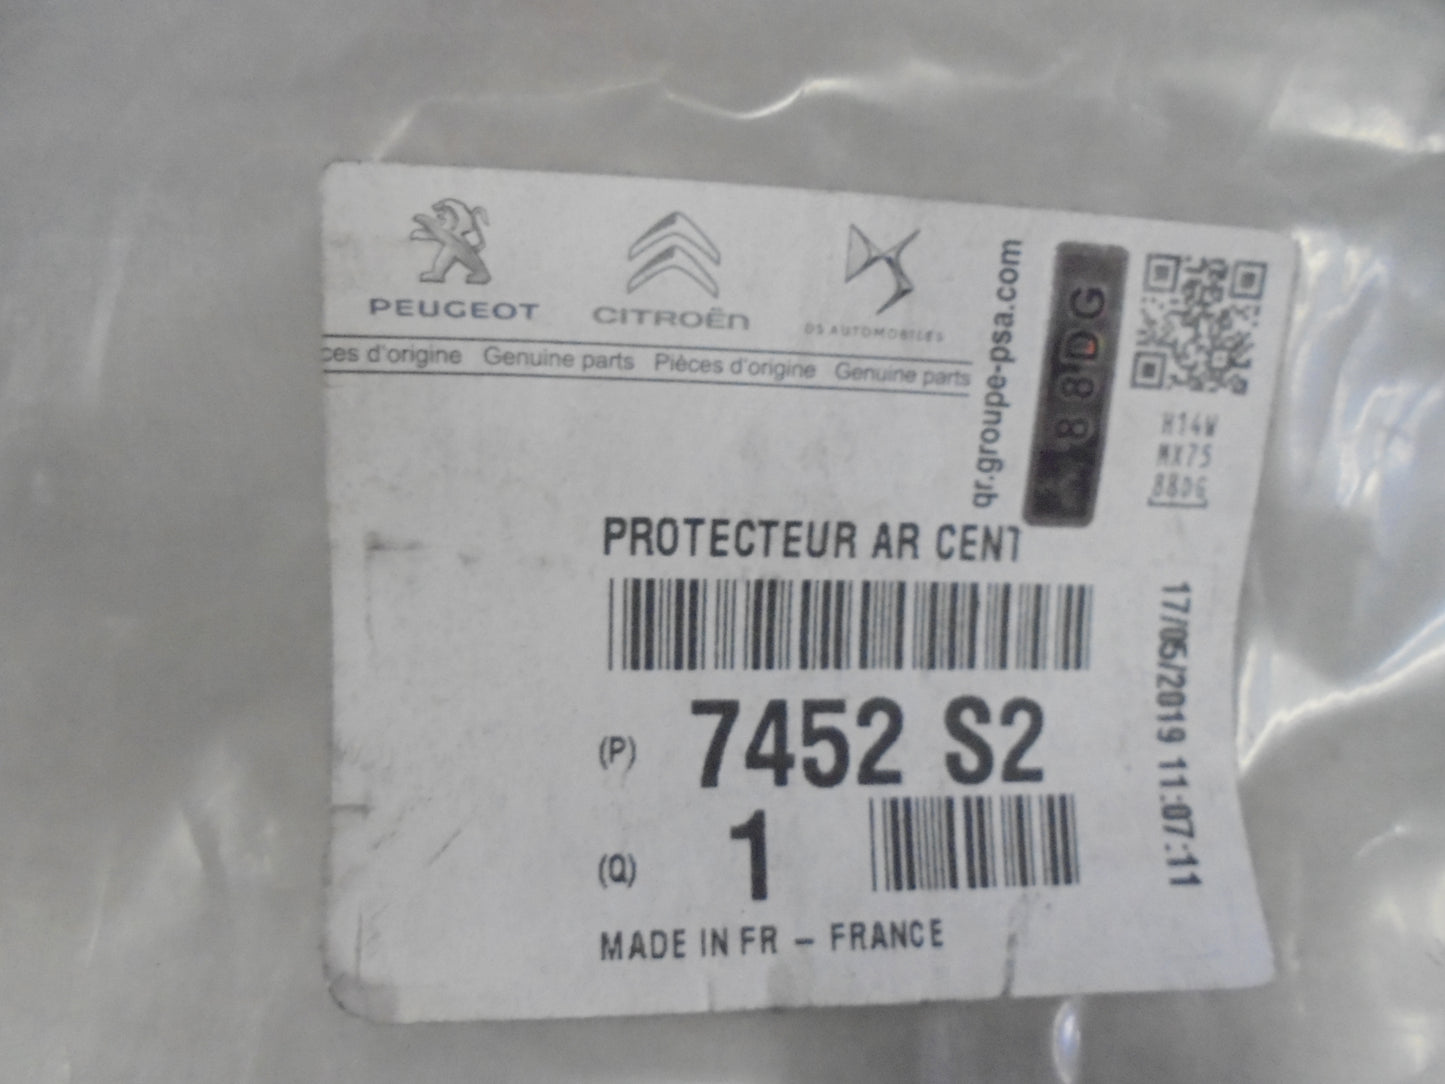 PEUGEOT
CITROËN
DS AUTOMOBILES
ces d'origine Genuine parts Pièces d'origine Genuine parts
qr.groupe-psa.com
88DG
H14W
MX75
88DG
PROTECTEUR AR CENT
(P) 7452 S2
(Q) 1
MADE IN FR - FRANCE
17/05/2019 11:07:11